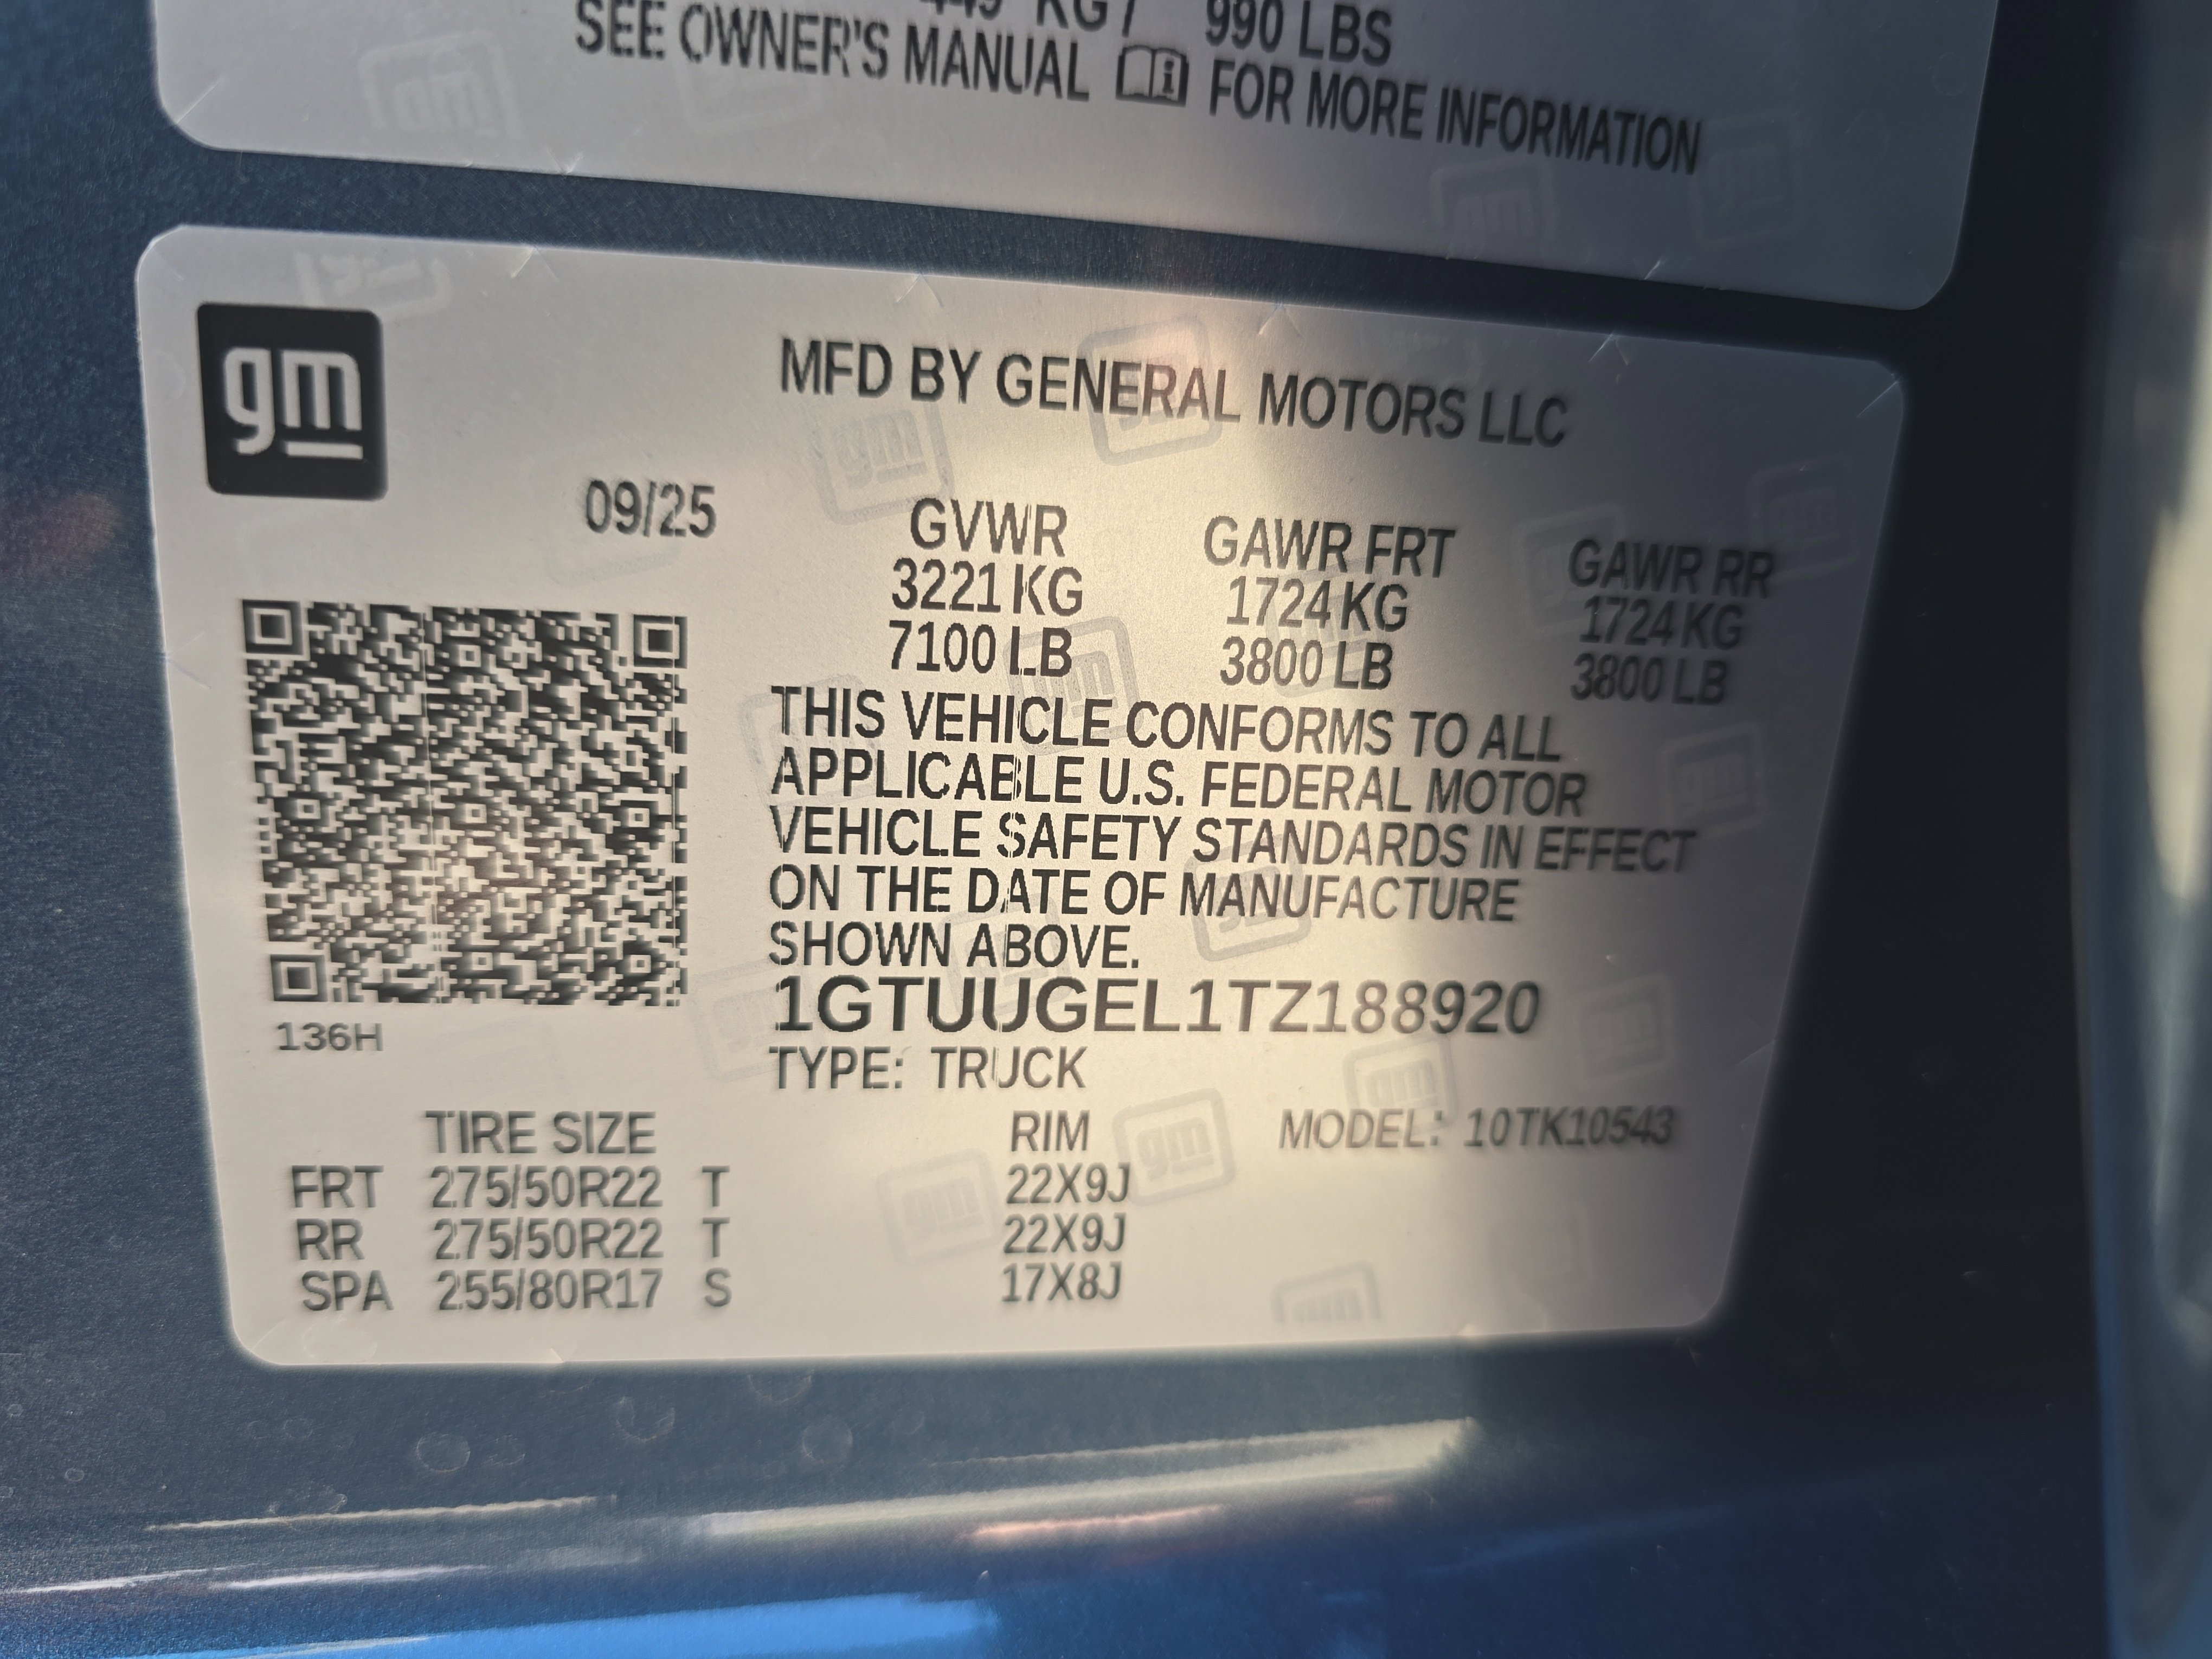 KG / 990 LBS
SEE OWNER'S MANUAL FOR MORE INFORMATION
gm
MFD BY GENERAL MOTORS LLC
09/25
GVWR GAWR FRT GAWR RR
3221 KG 1724 KG 1724 KG
7100 LB 3800 LB 3800 LB
THIS VEHICLE CONFORMS TO ALL
APPLICABLE U.S. FEDERAL MOTOR
VEHICLE SAFETY STANDARDS IN EFFECT
ON THE DATE OF MANUFACTURE
SHOWN ABOVE.
1GTUUGEL1TZ188920
136H
TYPE: TRUCK
TIRE SIZE RIM MODEL: 10TK10543
FRT 275/50R22 T 22X9J
RR 275/50R22 T 22X9J
SPA 255/80R17 S 17X8J